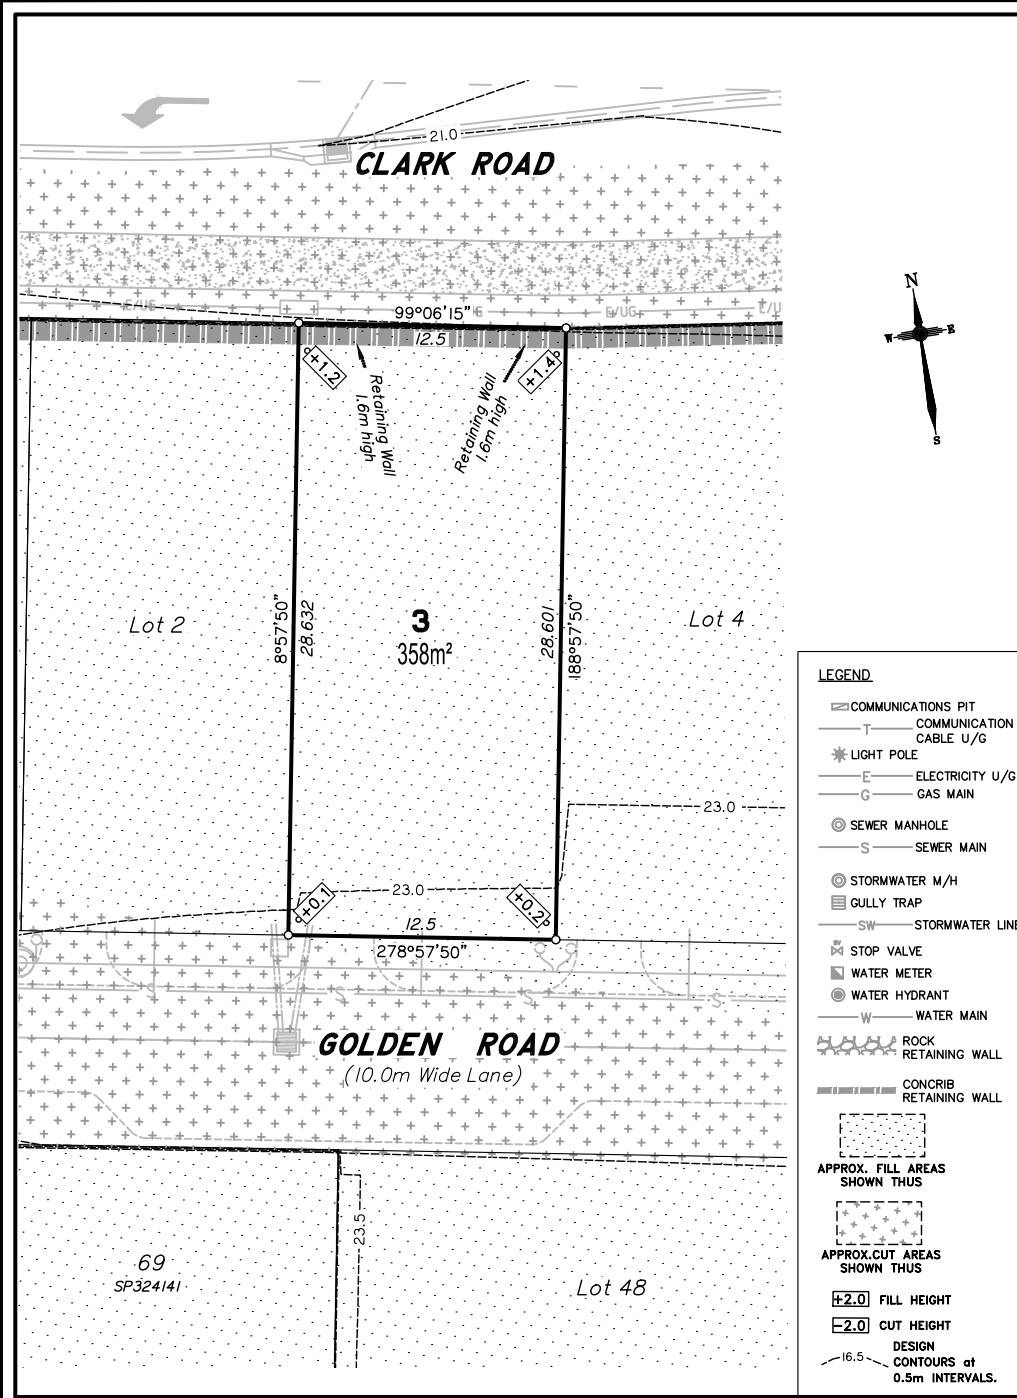 21.0
CLARK ROAD
E/UG
E/UG
E/U
99°06'15"
12.5
+1.2
+1.4
Retaining Wall
1.6m high
Retaining Wall
1.6m high
N
W
E
S
Lot 2
8°57'50"
28.632
3
358m²
28.601
188°57'50"
Lot 4
23.0
23.0
+0.1
+0.2
12.5
278°57'50"
S
S
S
S
GOLDEN ROAD
(10.0m Wide Lane)
23.5
69
SP324141
Lot 48
LEGEND
COMMUNICATIONS PIT
T COMMUNICATION
CABLE U/G
LIGHT POLE
E ELECTRICITY U/G
G GAS MAIN
SEWER MANHOLE
S SEWER MAIN
STORMWATER M/H
GULLY TRAP
SW STORMWATER LINE
STOP VALVE
WATER METER
WATER HYDRANT
W WATER MAIN
ROCK
RETAINING WALL
CONCRIB
RETAINING WALL
APPROX. FILL AREAS
SHOWN THUS
APPROX.CUT AREAS
SHOWN THUS
+2.0 FILL HEIGHT
-2.0 CUT HEIGHT
16.5
DESIGN
CONTOURS at
0.5m INTERVALS.